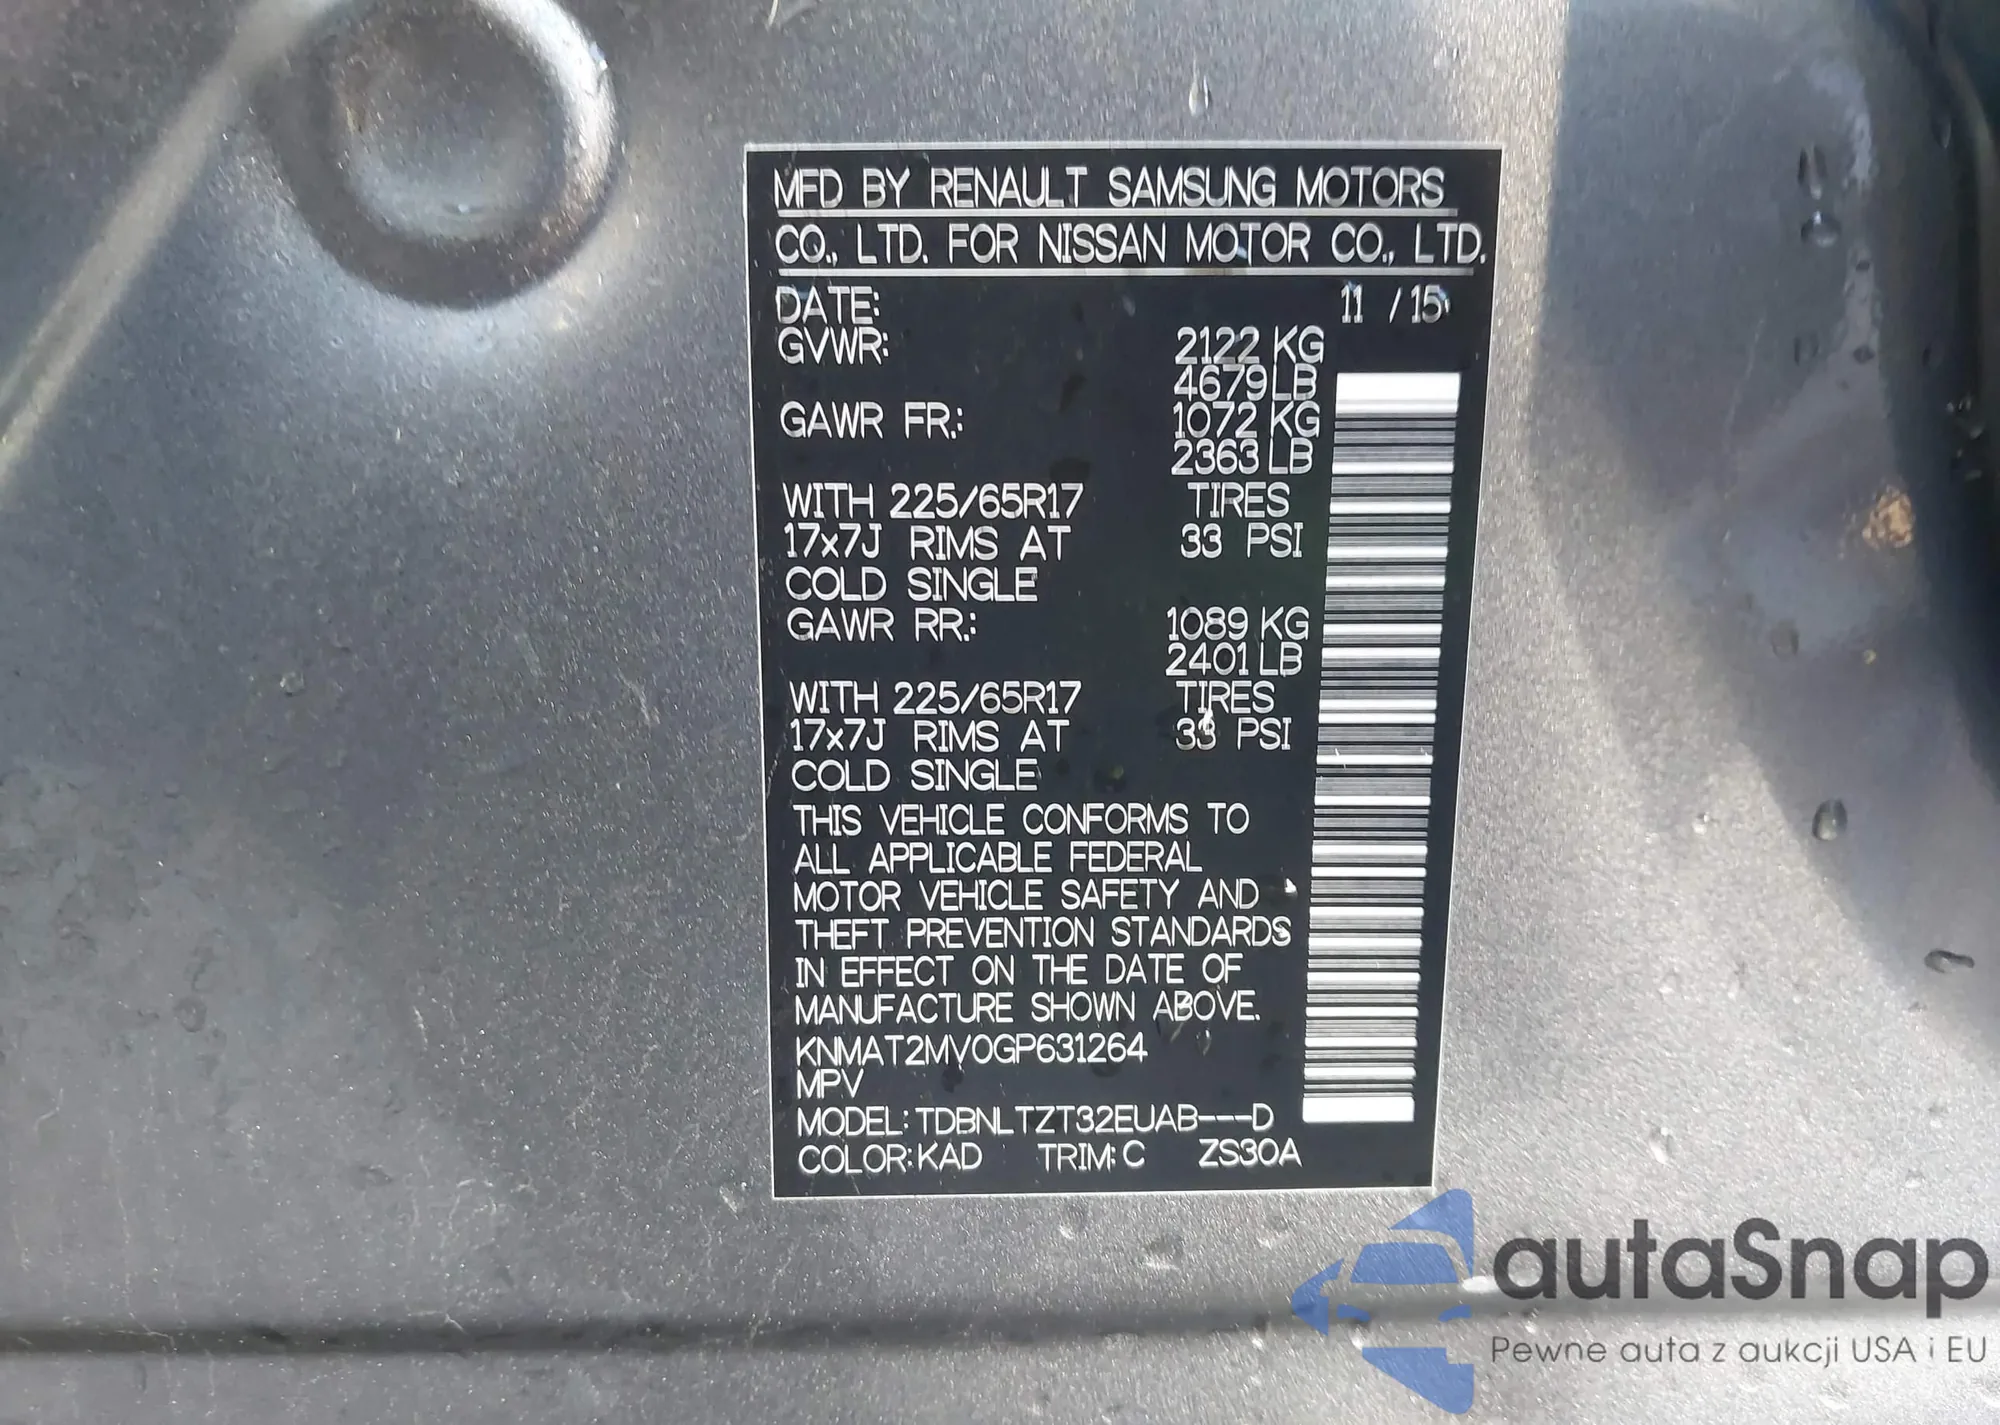 MFD BY RENAULT SAMSUNG MOTORS
CO., LTD. FOR NISSAN MOTOR CO., LTD.
DATE: 11 / 15
GVWR: 2122 KG
4679 LB
GAWR FR.: 1072 KG
2363 LB
WITH 225/65R17 TIRES
17x7J RIMS AT 33 PSI
COLD SINGLE
GAWR RR.: 1089 KG
2401 LB
WITH 225/65R17 TIRES
17x7J RIMS AT 33 PSI
COLD SINGLE
THIS VEHICLE CONFORMS TO
ALL APPLICABLE FEDERAL
MOTOR VEHICLE SAFETY AND
THEFT PREVENTION STANDARDS
IN EFFECT ON THE DATE OF
MANUFACTURE SHOWN ABOVE.
KNMAT2MV0GP631264
MPV
MODEL: TDBNLTZT32EUAB---D
COLOR: KAD TRIM: C ZS30A
autaSnap
Pewne auta z aukcji USA i EU